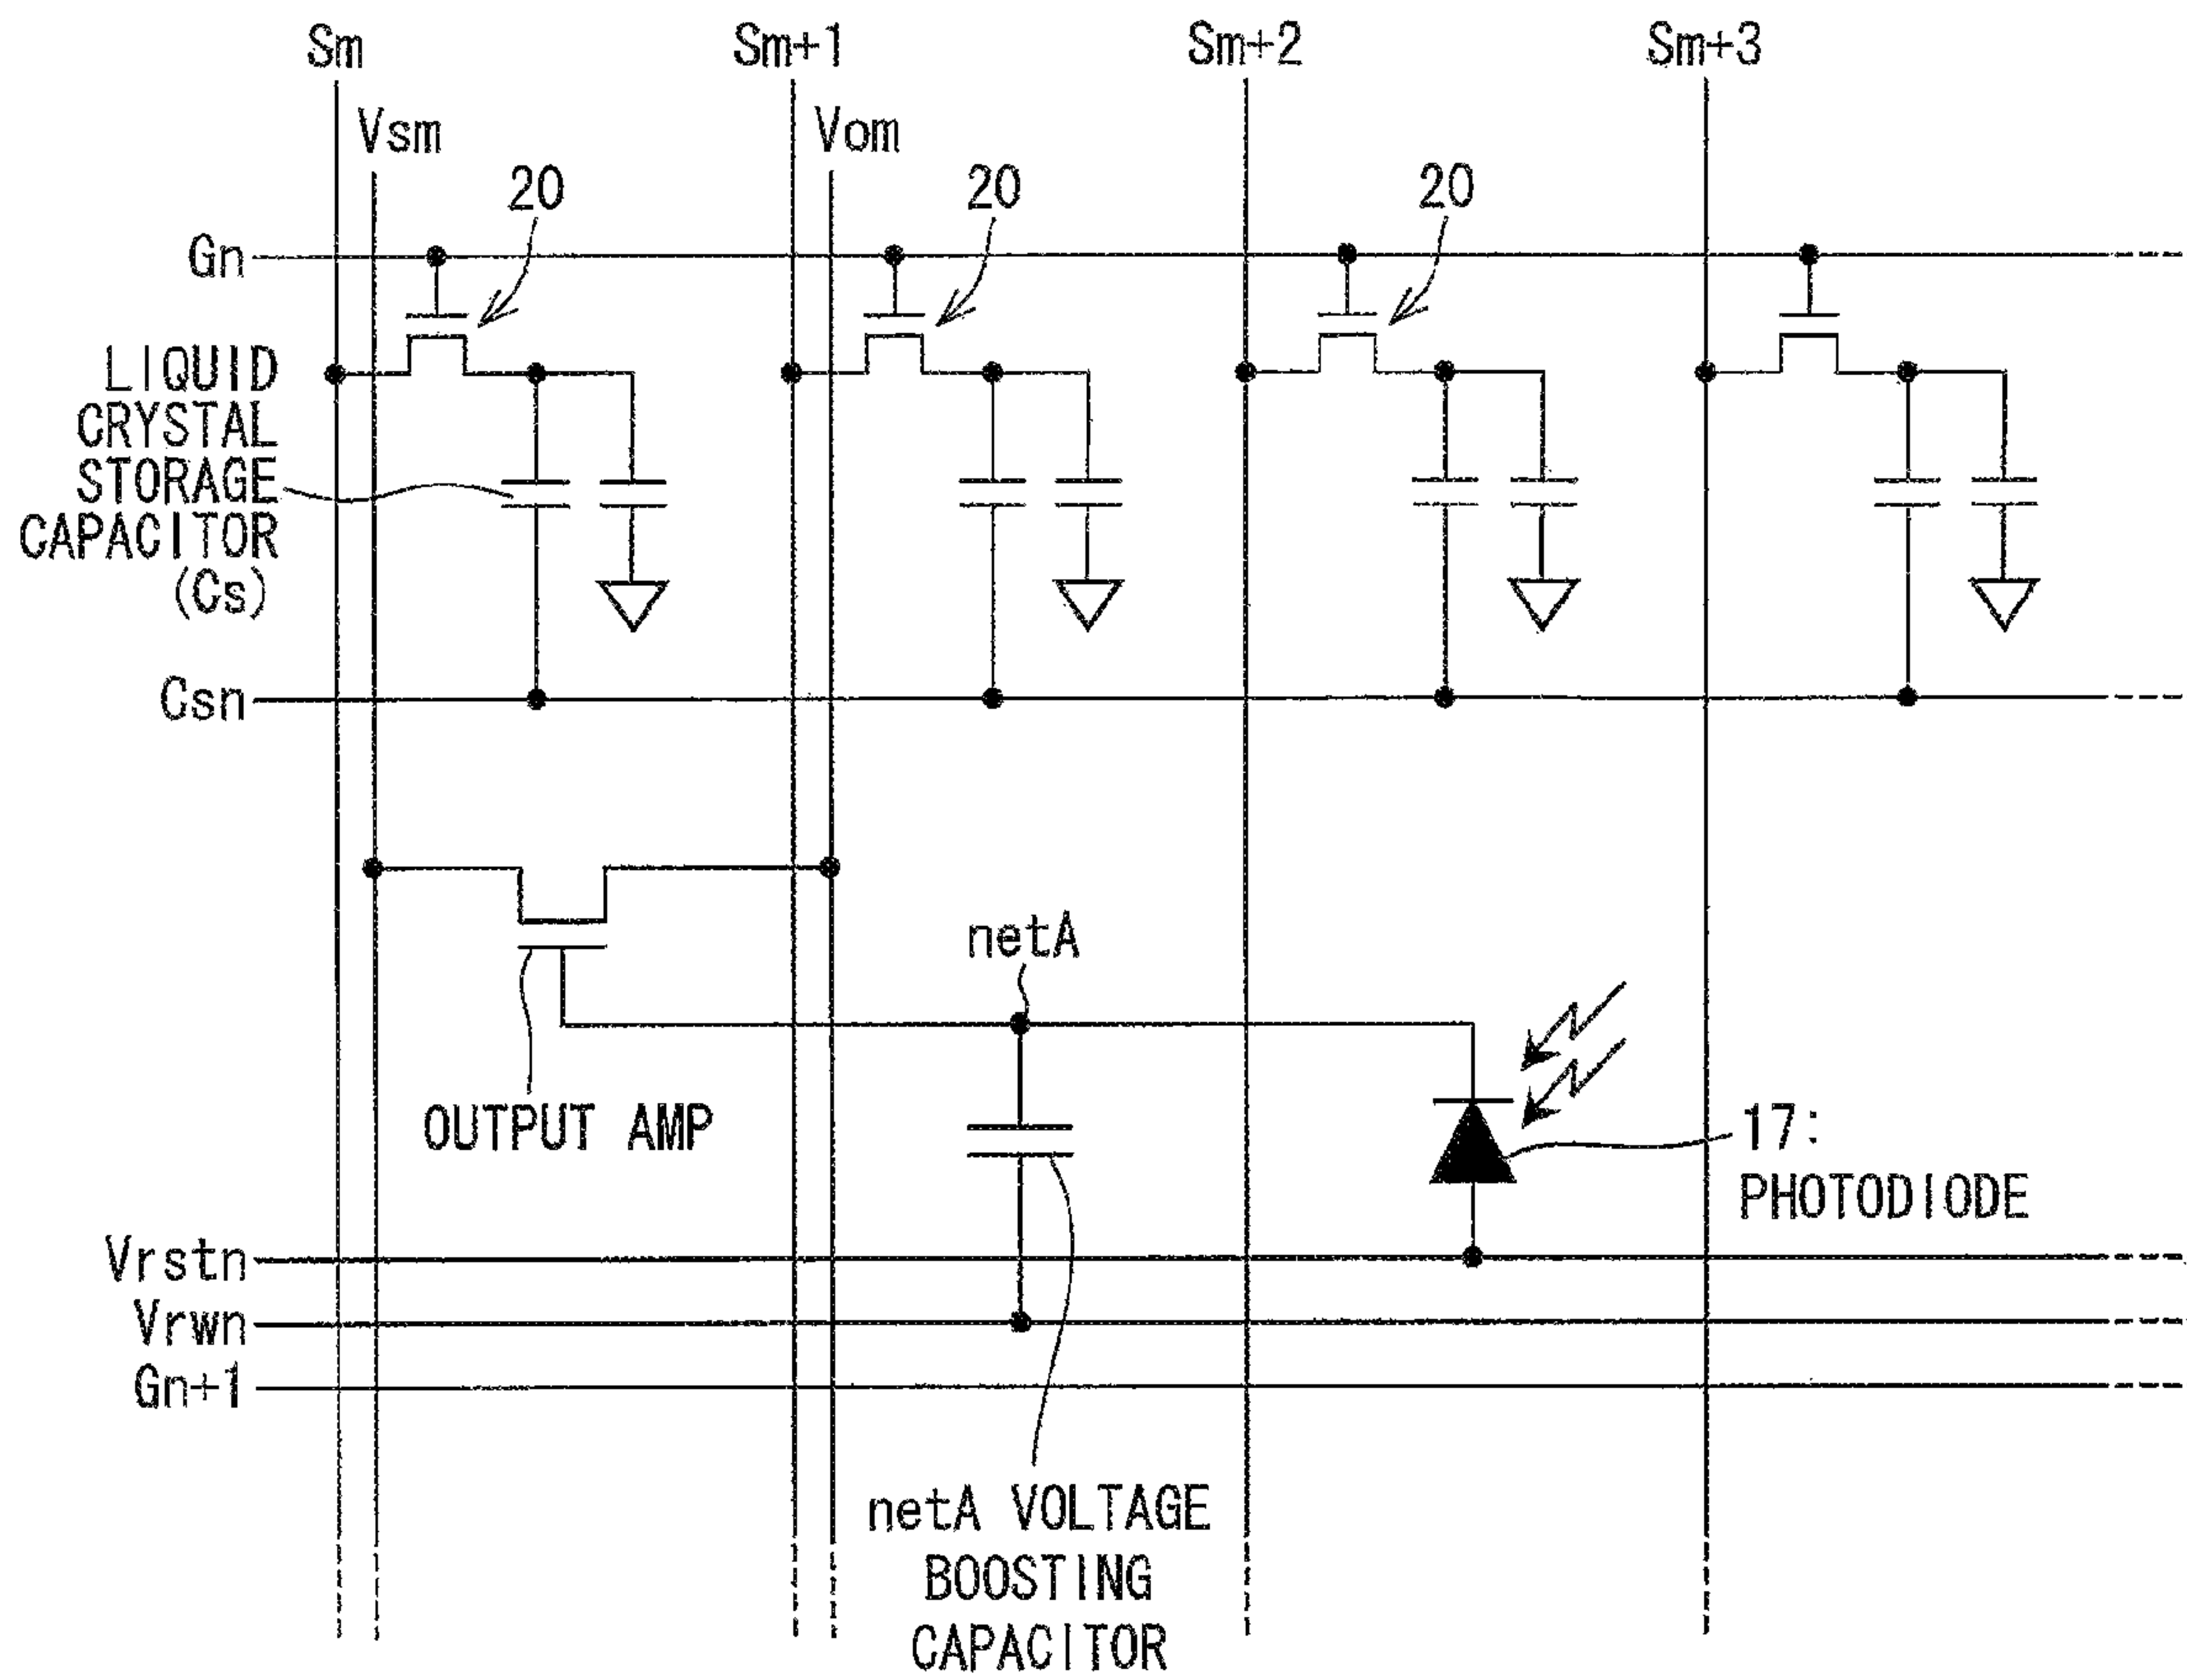 Sm
Sm+1
Sm+2
Sm+3
Vsm
Vom
20
20
20
Gn
LIQUID
CRYSTAL
STORAGE
CAPACITOR
(Cs)
Csn
netA
OUTPUT AMP
17:
PHOTODIODE
Vrstn
Vrwn
Gn+1
netA VOLTAGE
BOOSTING
CAPACITOR